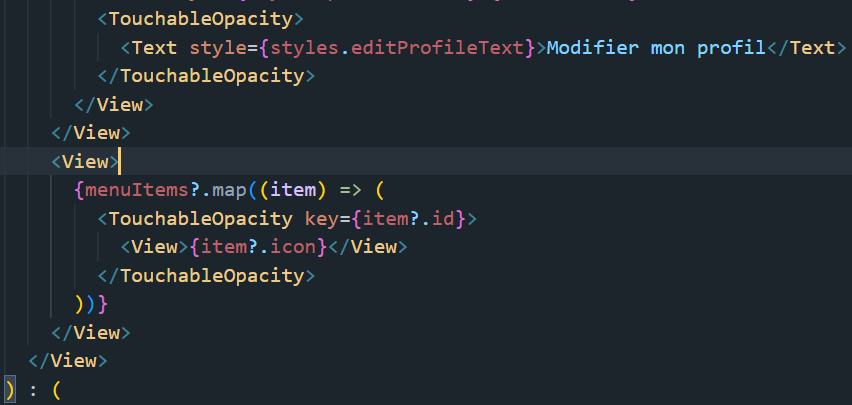 <TouchableOpacity>
<Text style={styles.editProfileText}>Modifier mon profil</Text>
</TouchableOpacity>
</View>
</View>
<View>
{menuItems?.map((item) => (
<TouchableOpacity key={item?.id}>
<View>{item?.icon}</View>
</TouchableOpacity>
))}
</View>
</View>
) : (